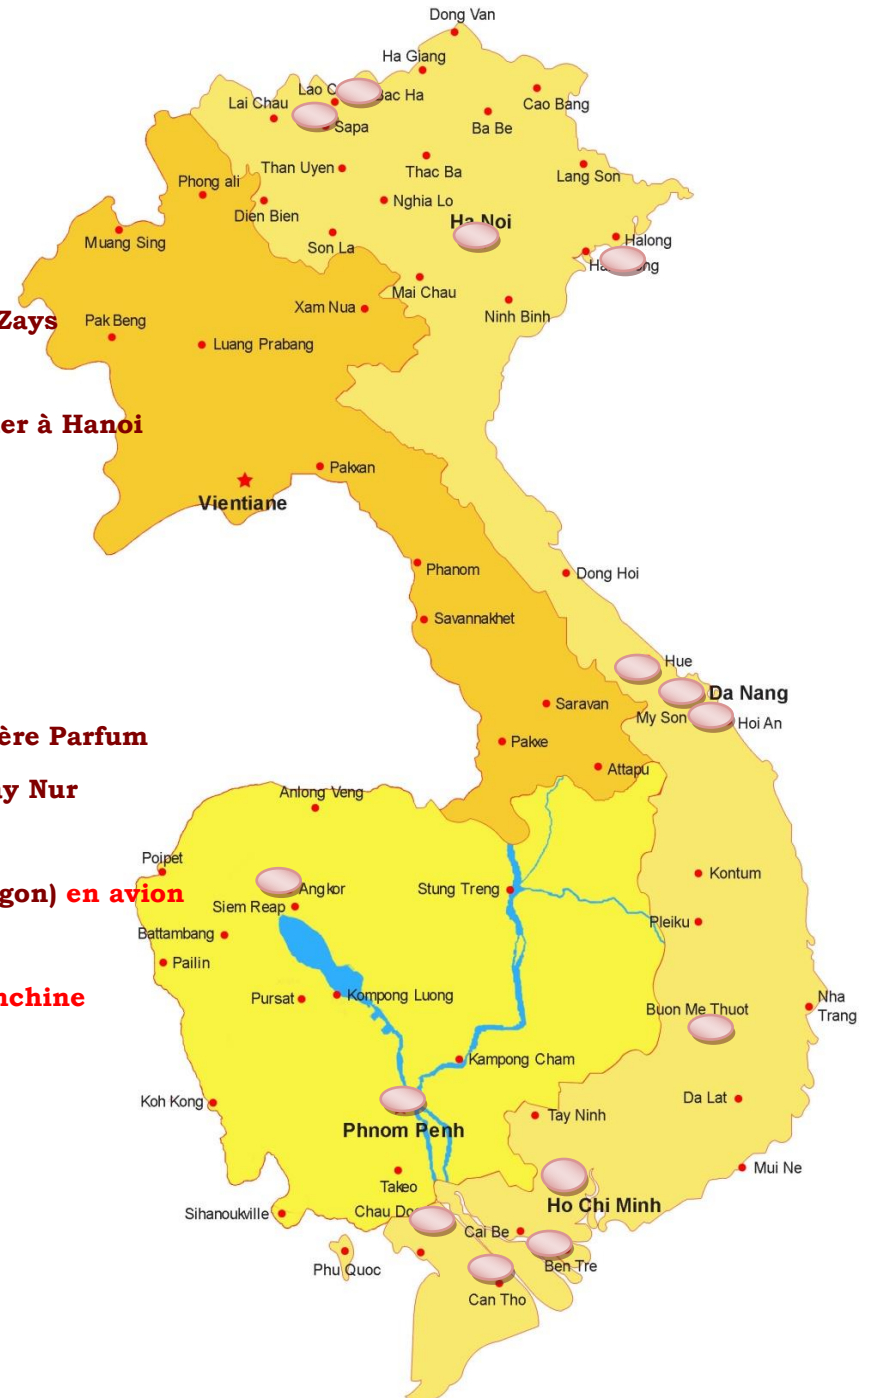 Dong Van
Ha Giang
Lao C
Bac Ha
Lai Chau
Cao Bang
Sapa
Ba Be
Than Uyen
Thac Ba
Lang Son
Phong ali
Nghia Lo
Dien Bien
Ha Noi
Muang Sing
Son La
Halong
Mai Chau
Xam Nua
Ninh Binh
Zays
Pak Beng
Luang Prabang
er à Hanoi
Pakxan
Vientiane
Phanom
Dong Hoi
Savannakhet
Hue
Da Nang
Saravan
My Son
Hoi An
ère Parfum
Pakxe
Attapu
ay Nur
Anlong Veng
Poipet
Kontum
Angkor
Stung Treng
gon) en avion
Siem Reap
Pleiku
Battambang
Pailin
nchine
Pursat
Kompong Luong
Buon Me Thuot
Nha
Trang
Kampong Cham
Koh Kong
Da Lat
Tay Ninh
Phnom Penh
Mui Ne
Takeo
Ho Chi Minh
Sihanoukville
Chau Do
Cai Be
Phu Quoc
Ben Tre
Can Tho